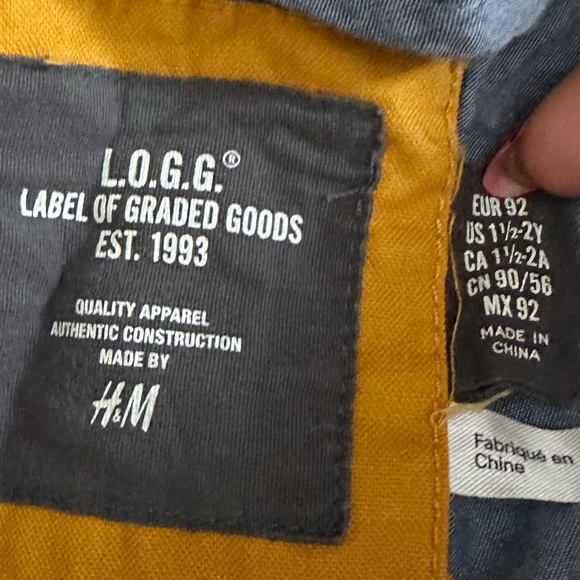 L.O.G.G.®
LABEL OF GRADED GOODS
EST. 1993
QUALITY APPAREL
AUTHENTIC CONSTRUCTION
MADE BY
H&M
EUR 92
US 1½-2Y
CA 1½-2A
CN 90/56
MX 92
MADE IN
CHINA
Fabriqué en
Chine